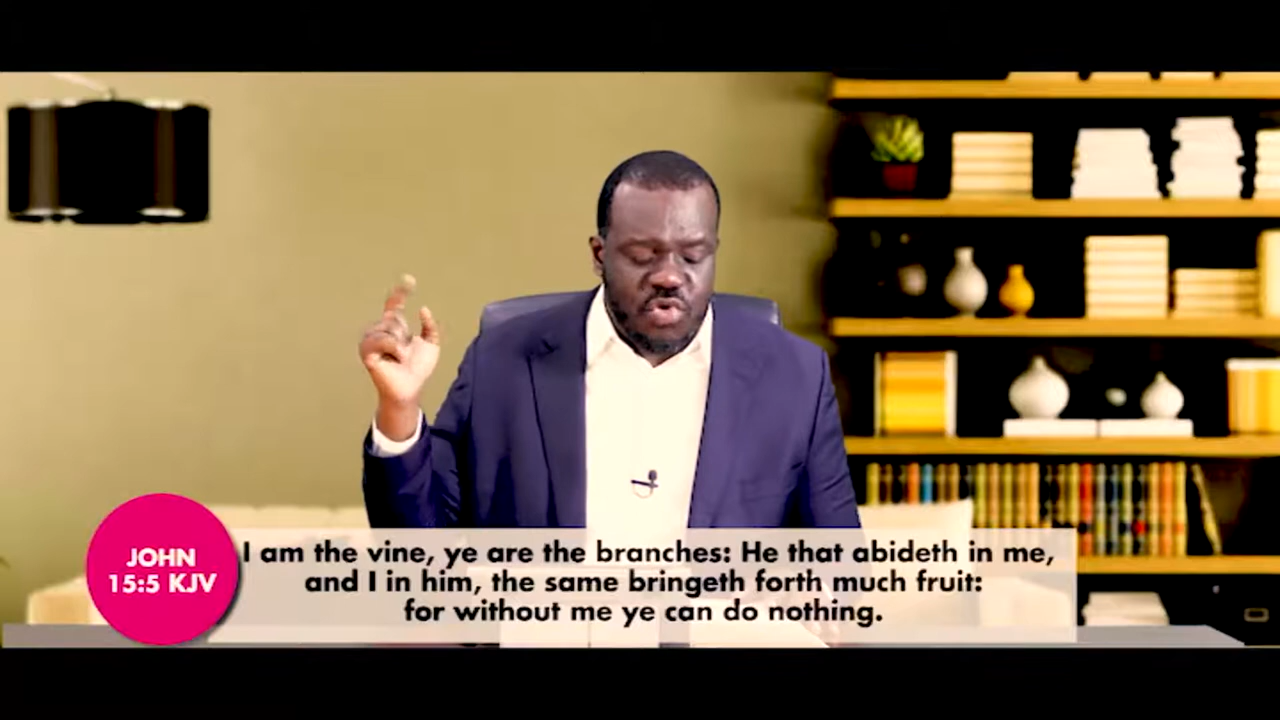 JOHN
15:5 KJV
I am the vine, ye are the branches: He that abideth in me,
and I in him, the same bringeth forth much fruit:
for without me ye can do nothing.